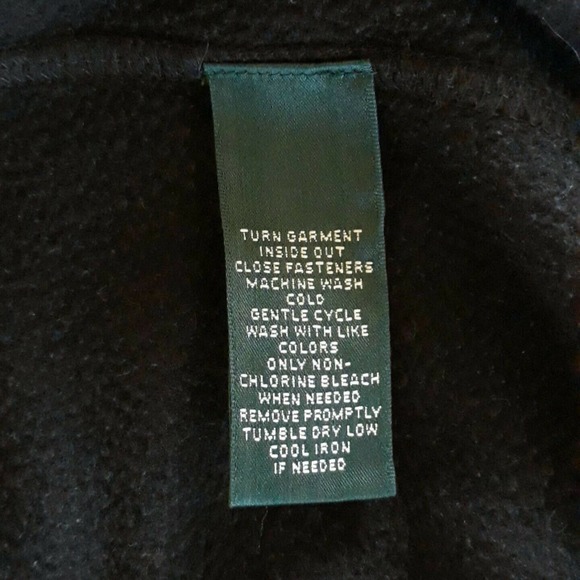 TURN GARMENT
INSIDE OUT
CLOSE FASTENERS
MACHINE WASH
COLD
GENTLE CYCLE
WASH WITH LIKE
COLORS
ONLY NON-
CHLORINE BLEACH
WHEN NEEDED
REMOVE PROMPTLY
TUMBLE DRY LOW
COOL IRON
IF NEEDED